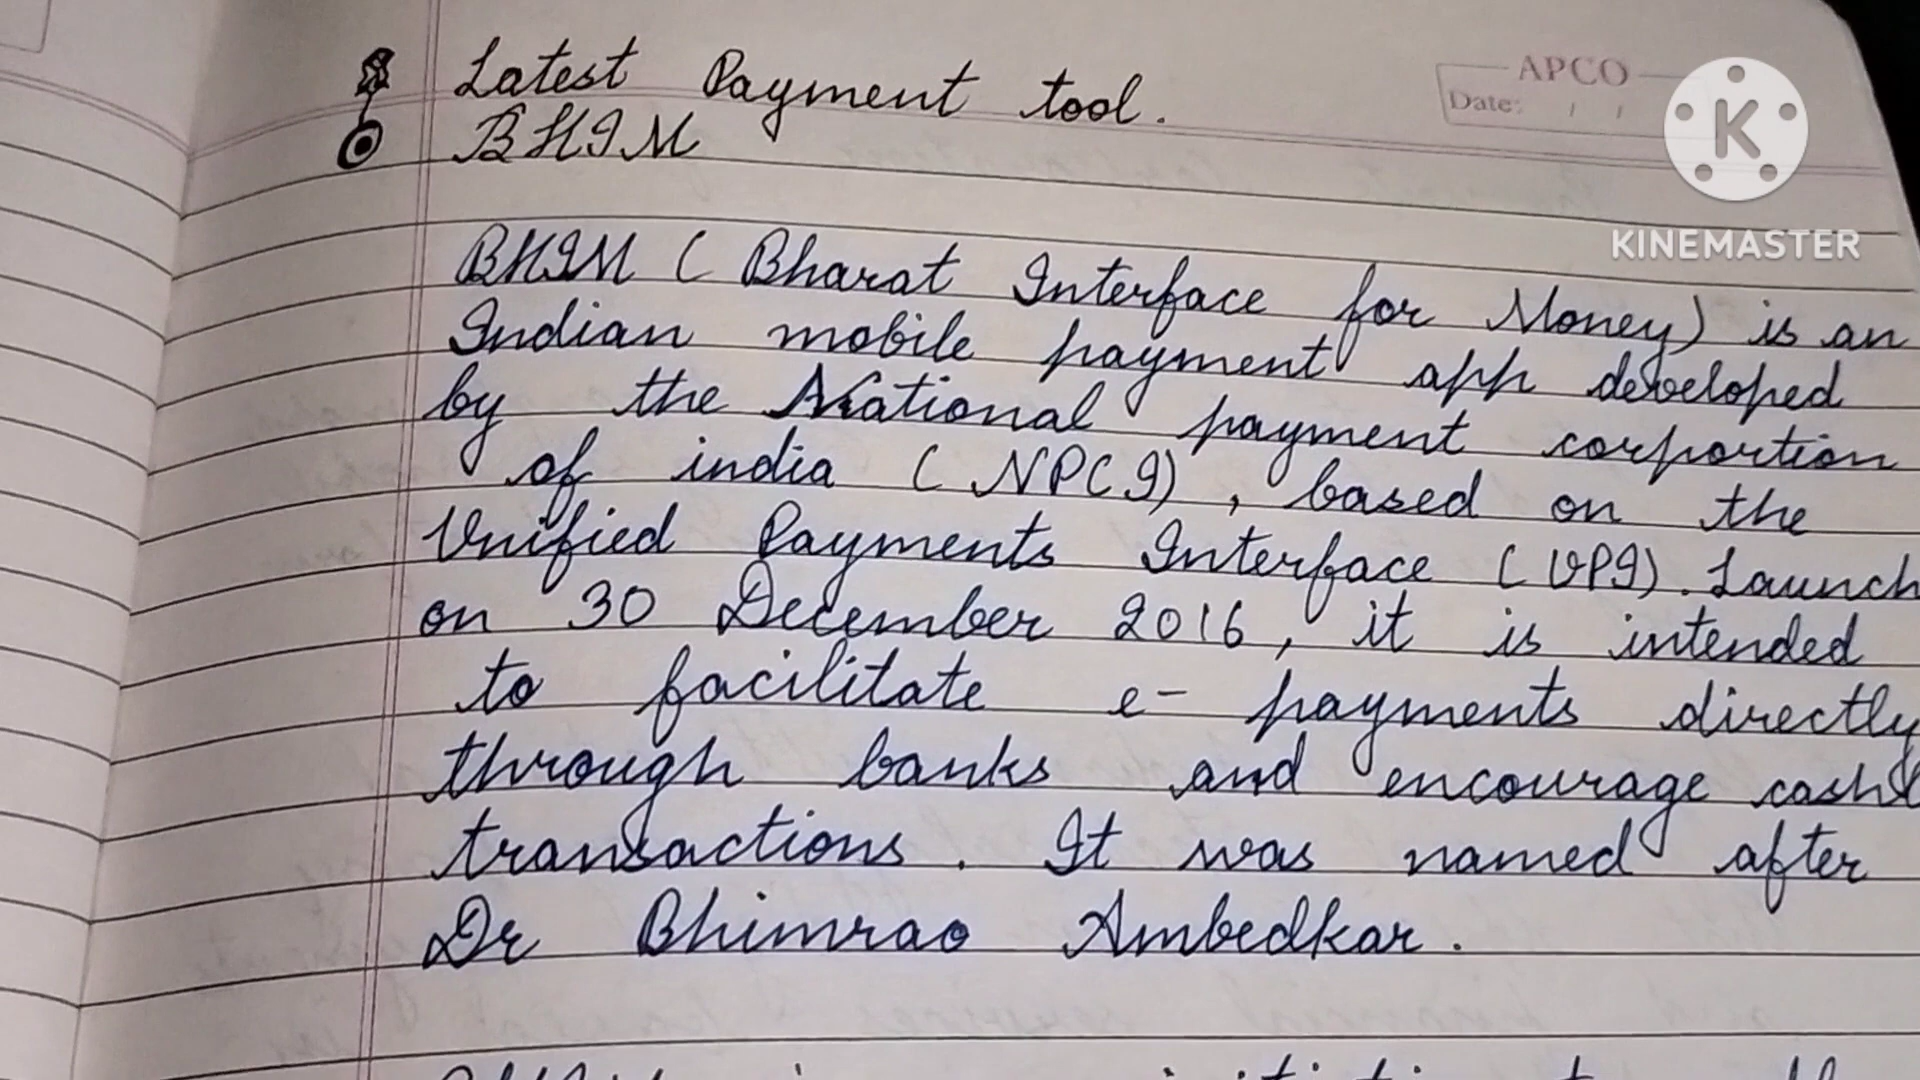 Latest Payment tool.
APCO
Date: / /
BHIM
K
KINEMASTER
BHIM ( Bharat Interface for Money) is an
Indian mobile payment app developed
by the National payment corportion
of india ( NPCI) , based on the
Unified Payments Interface ( UPI) . Launch
on 30 December 2016, it is intended
to facilitate e- payments directly
through banks and encourage
transactions. It was named after
Dr Bhimrao Ambedkar.